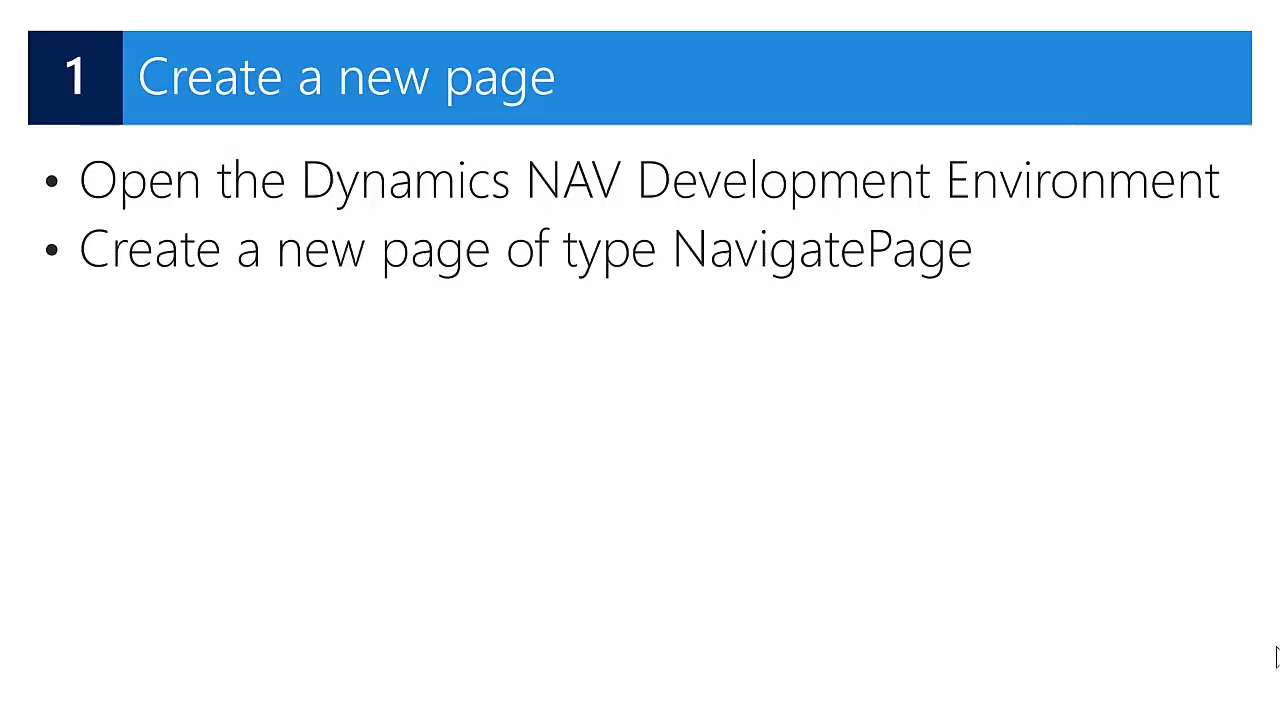 1 Create a new page
• Open the Dynamics NAV Development Environment
• Create a new page of type NavigatePage